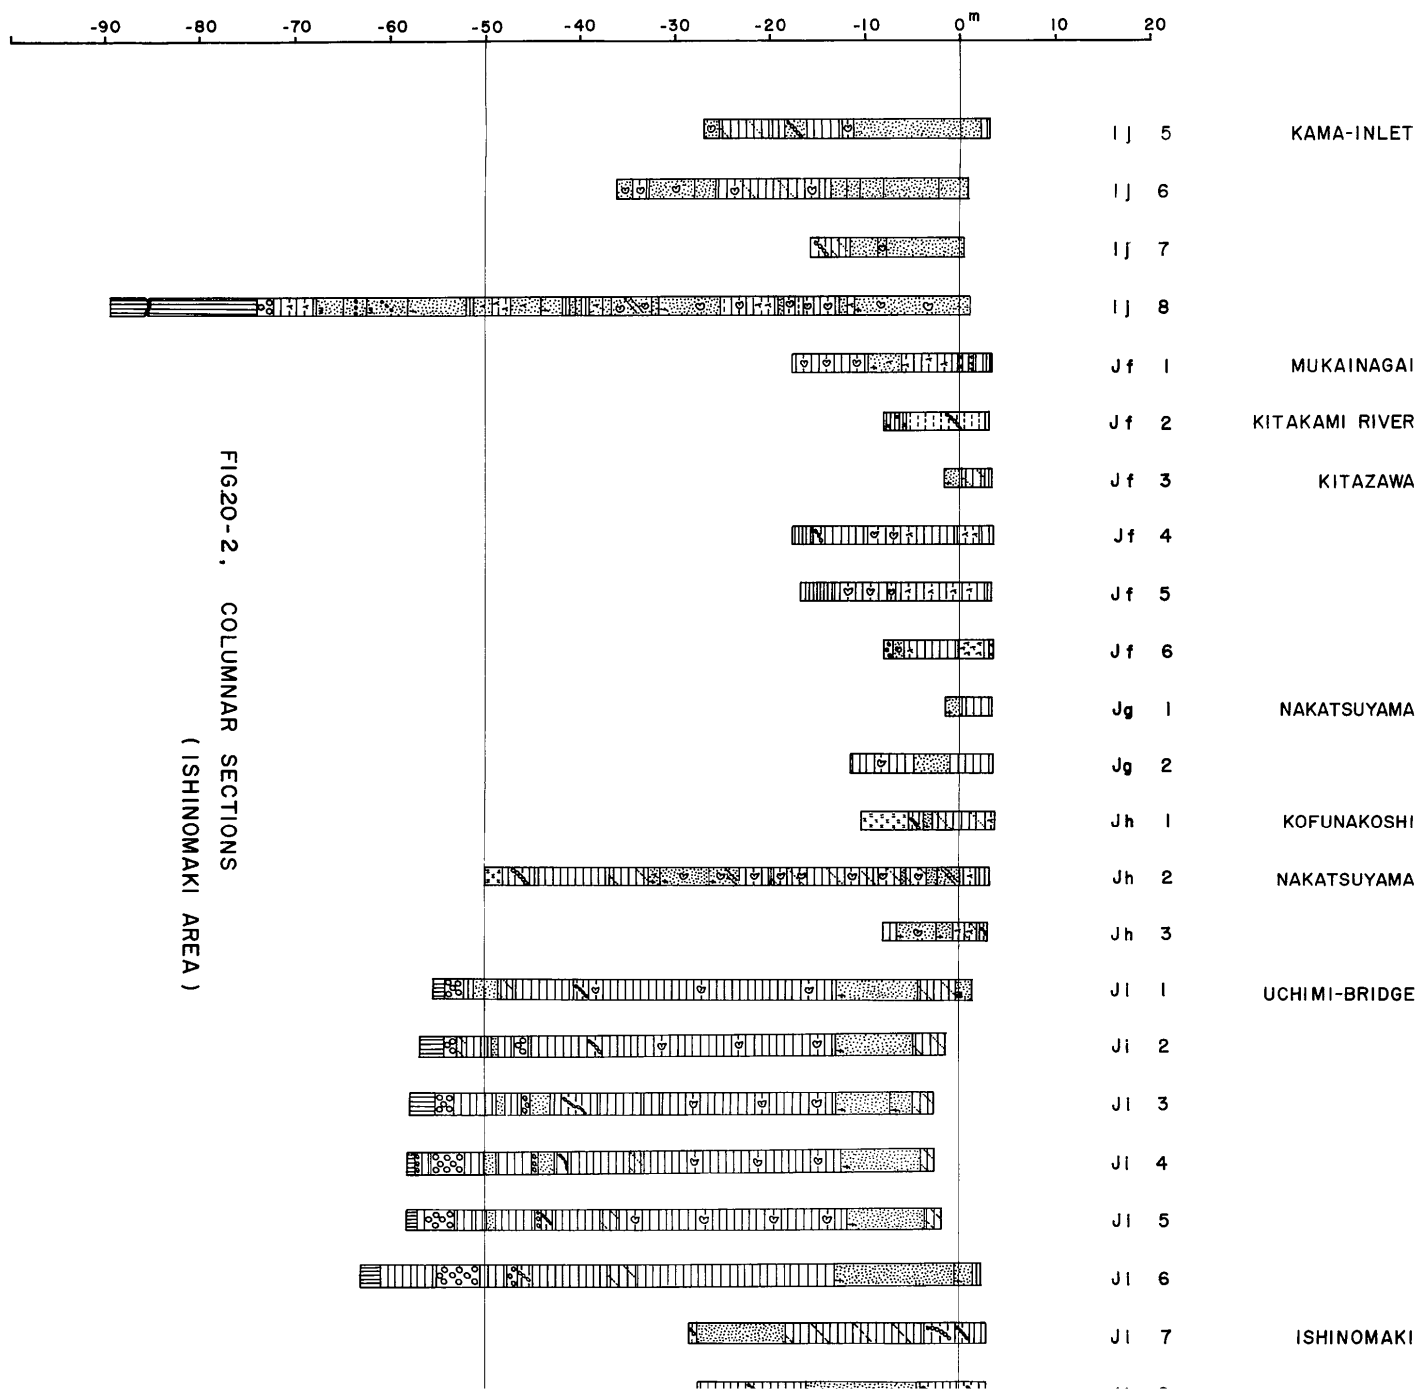 -90 -80 -70 -60 -50 -40 -30 -20 -10 0 m 10 20
Ij 5 KAMA-INLET
Ij 6
Ij 7
Ij 8
Jf 1 MUKAINAGAI
Jf 2 KITAKAMI RIVER
Jf 3 KITAZAWA
Jf 4
Jf 5
Jf 6
Jg 1 NAKATSUYAMA
Jg 2
Jh 1 KOFUNAKOSHI
Jh 2 NAKATSUYAMA
Jh 3
Ji 1 UCHIMI-BRIDGE
Ji 2
Ji 3
Ji 4
Ji 5
Ji 6
Ji 7 ISHINOMAKI
FIG.20-2, COLUMNAR SECTIONS
(ISHINOMAKI AREA)